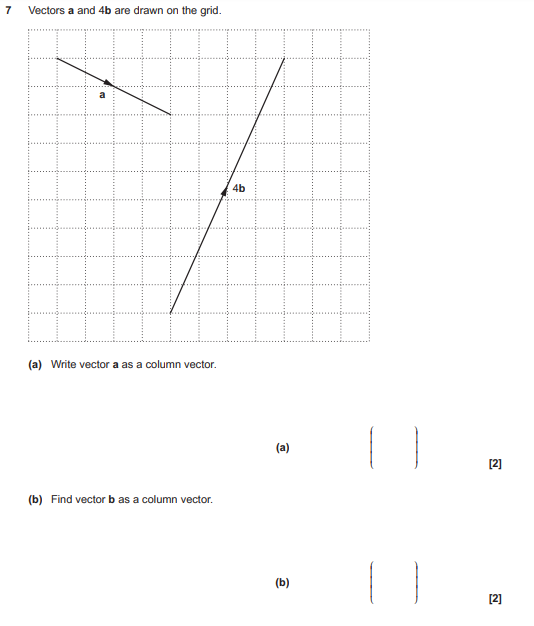 7 Vectors a and 4b are drawn on the grid.
a
4b
(a) Write vector a as a column vector.
(a)
[2]
(b) Find vector b as a column vector.
(b)
[2]